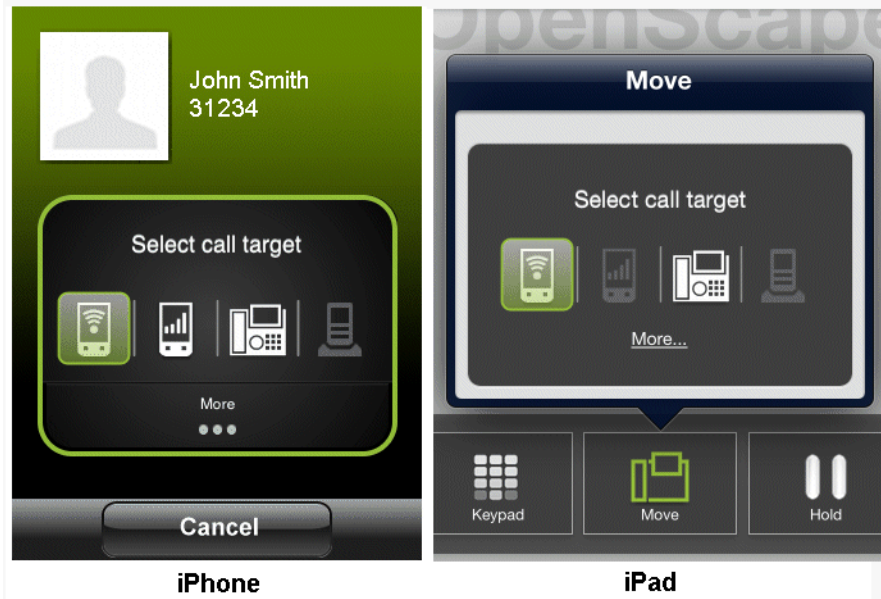 John Smith
31234
Select call target
More
Cancel
iPhone
OpenScape
Move
Select call target
More...
Keypad
Move
Hold
iPad